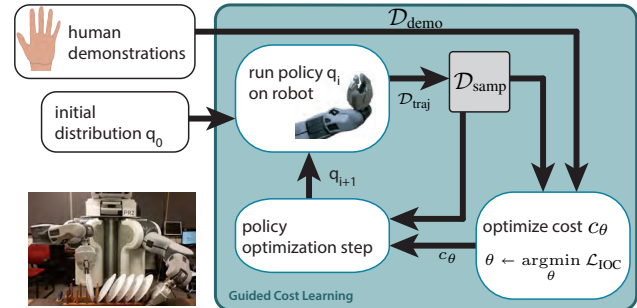 human
demonstrations
𝒟demo
run policy qi
on robot
𝒟traj
𝒟samp
initial
distribution q0
qi+1
policy
optimization step
cθ
optimize cost cθ
θ ← argmin ℒIOC
θ
PR2
Guided Cost Learning